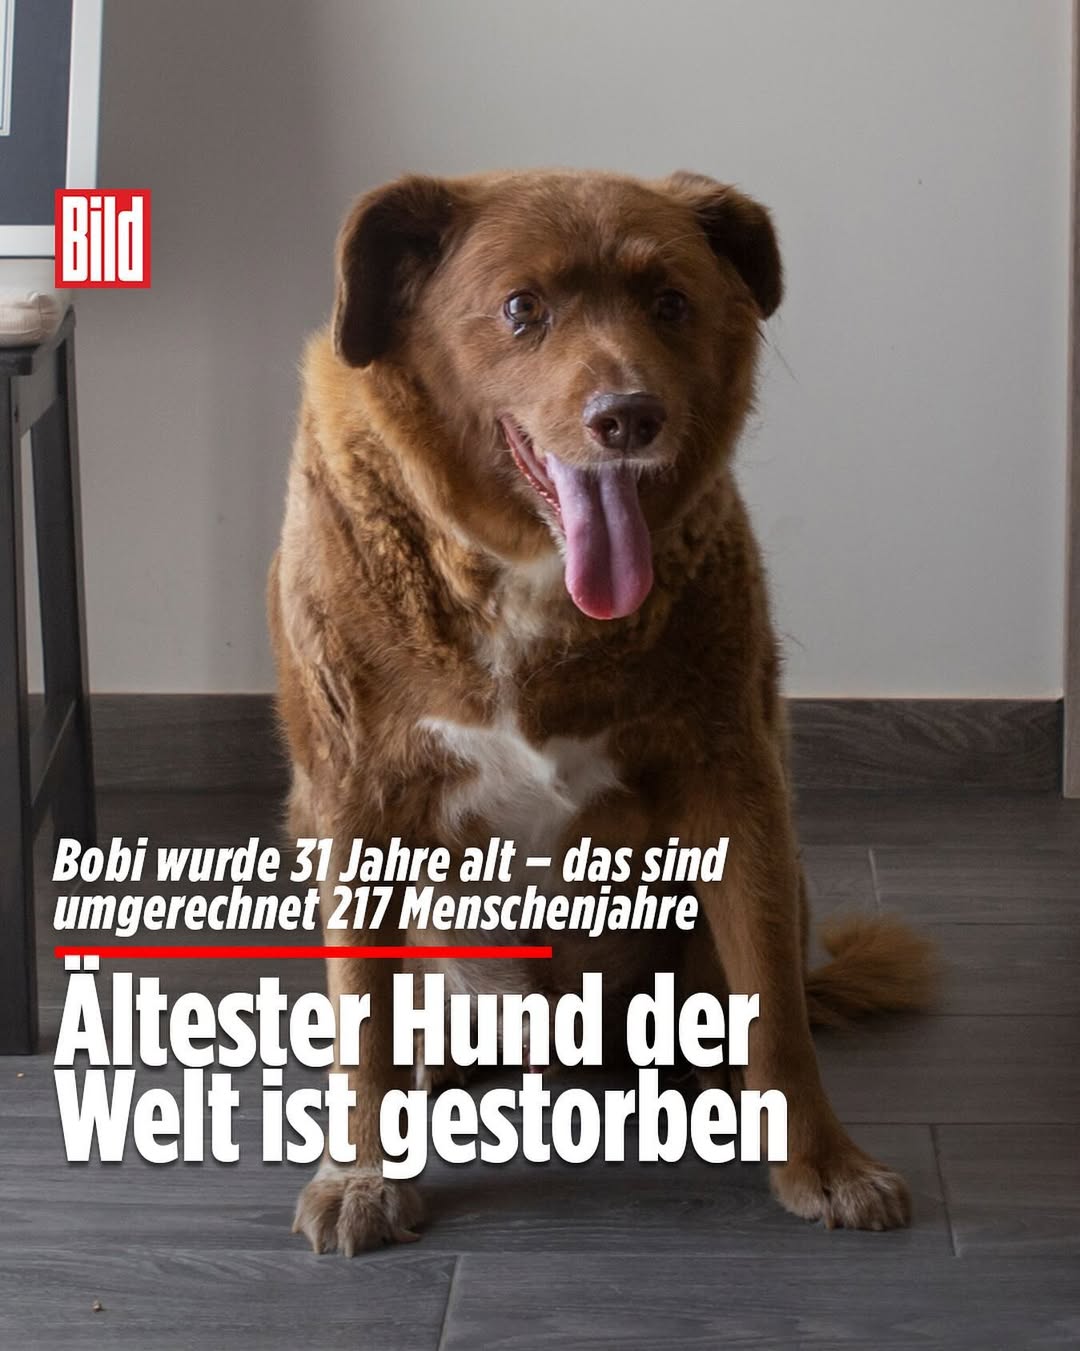 Bild
Bobi wurde 31 Jahre alt – das sind
umgerechnet 217 Menschenjahre
Ältester Hund der
Welt ist gestorben